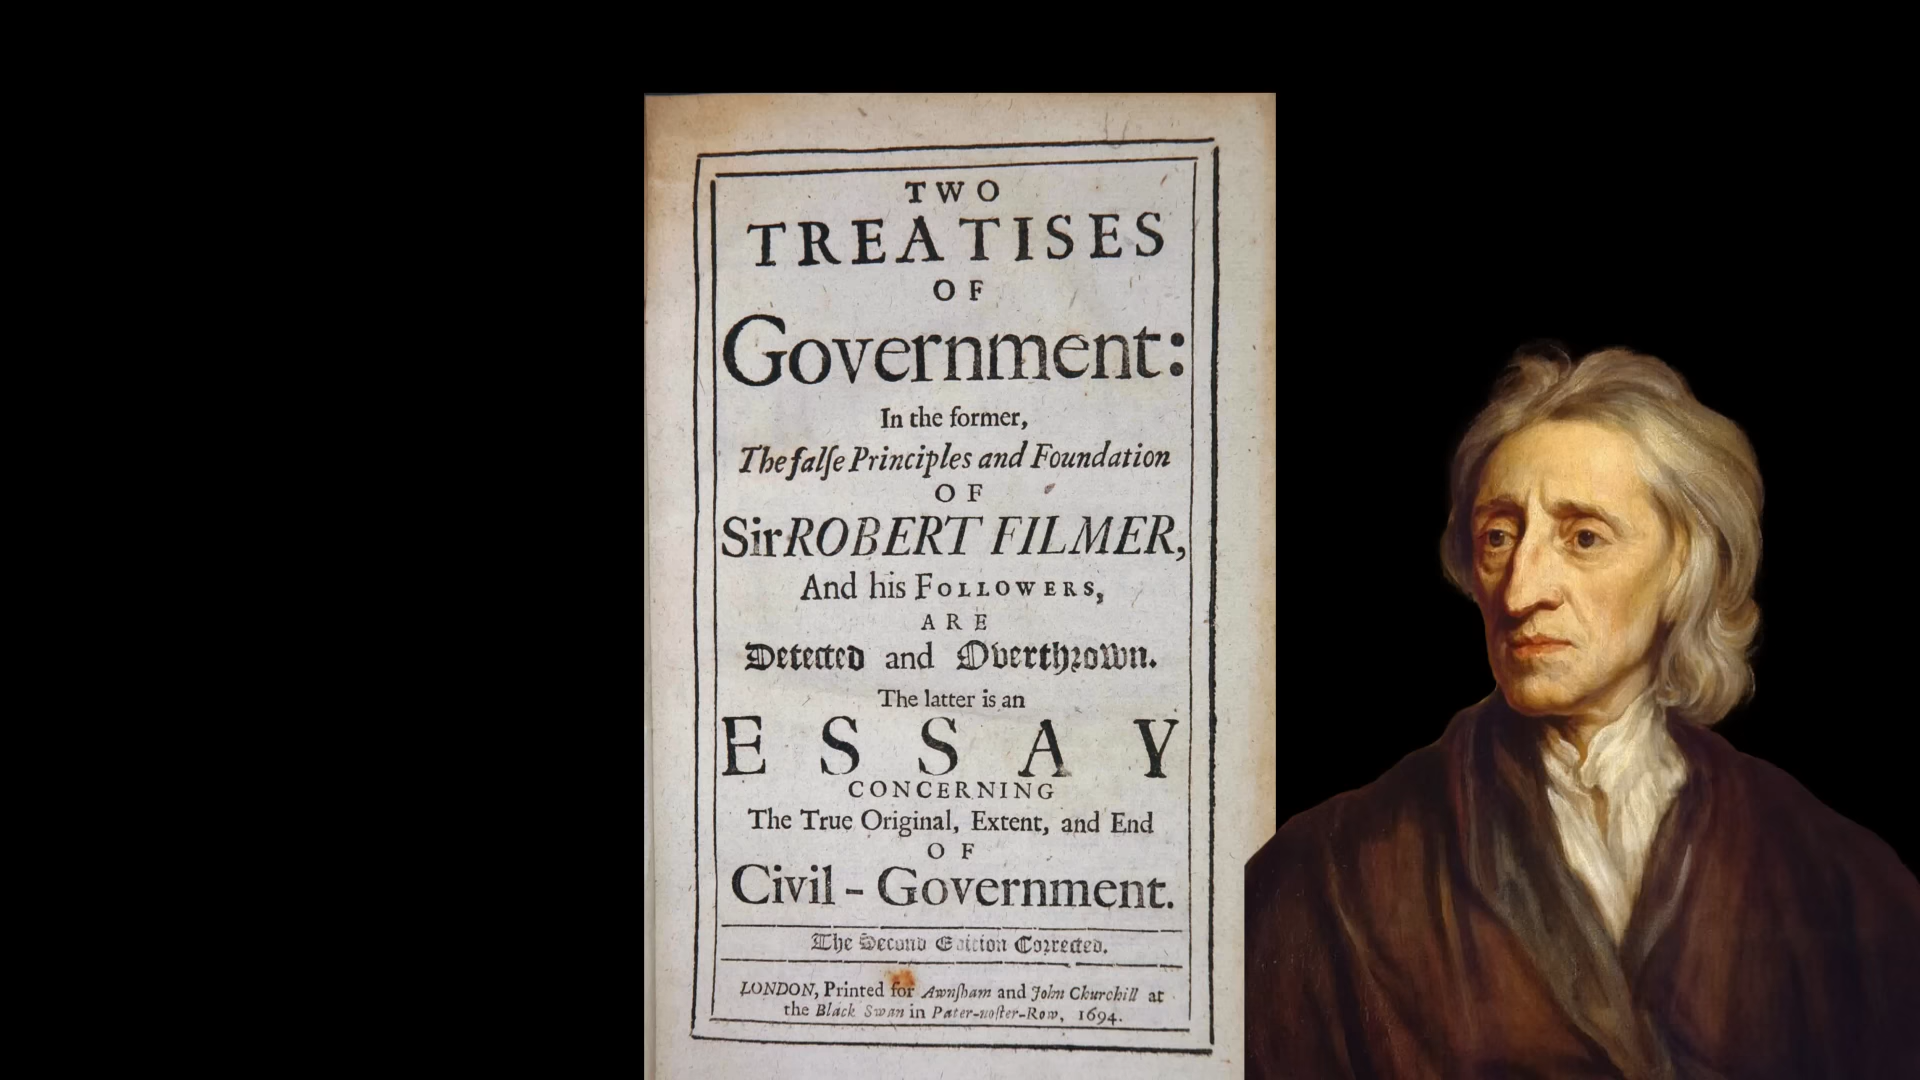 TWO
TREATISES
OF
Government:
In the former,
The falſe Principles and Foundation
OF
Sir ROBERT FILMER,
And his FOLLOWERS,
ARE
Detected and Overthrown.
The latter is an
ESSAY
CONCERNING
The True Original, Extent, and End
OF
Civil-Government.
The Second Edition Corrected.
LONDON, Printed for Awnſham and John Churchill at
the Black Swan in Pater-noſter-Row, 1694.